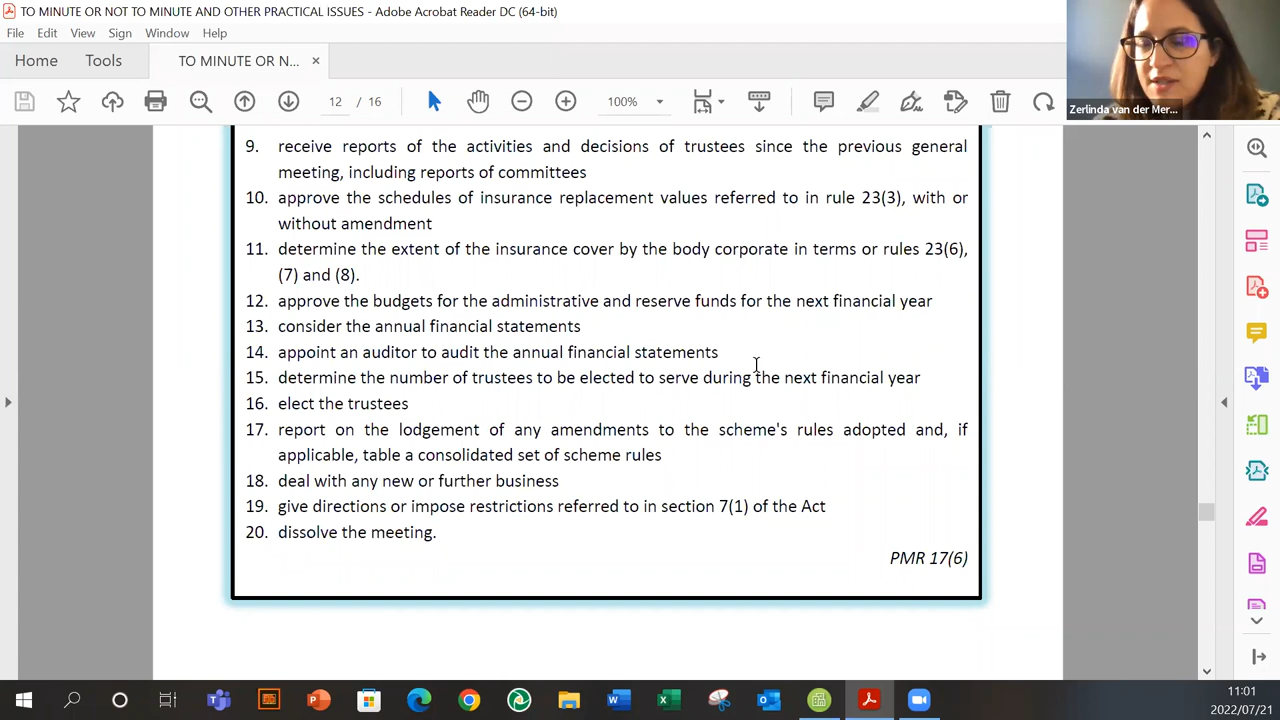 TO MINUTE OR NOT TO MINUTE AND OTHER PRACTICAL ISSUES - Adobe Acrobat Reader DC (64-bit)
File Edit View Sign Window Help
Home Tools TO MINUTE OR N... ×
12 / 16 100%
Zerlinda van der Mer...
9. receive reports of the activities and decisions of trustees since the previous general
meeting, including reports of committees
10. approve the schedules of insurance replacement values referred to in rule 23(3), with or
without amendment
11. determine the extent of the insurance cover by the body corporate in terms or rules 23(6),
(7) and (8).
12. approve the budgets for the administrative and reserve funds for the next financial year
13. consider the annual financial statements
14. appoint an auditor to audit the annual financial statements
15. determine the number of trustees to be elected to serve during the next financial year
16. elect the trustees
17. report on the lodgement of any amendments to the scheme's rules adopted and, if
applicable, table a consolidated set of scheme rules
18. deal with any new or further business
19. give directions or impose restrictions referred to in section 7(1) of the Act
20. dissolve the meeting.
PMR 17(6)
11:01
2022/07/21